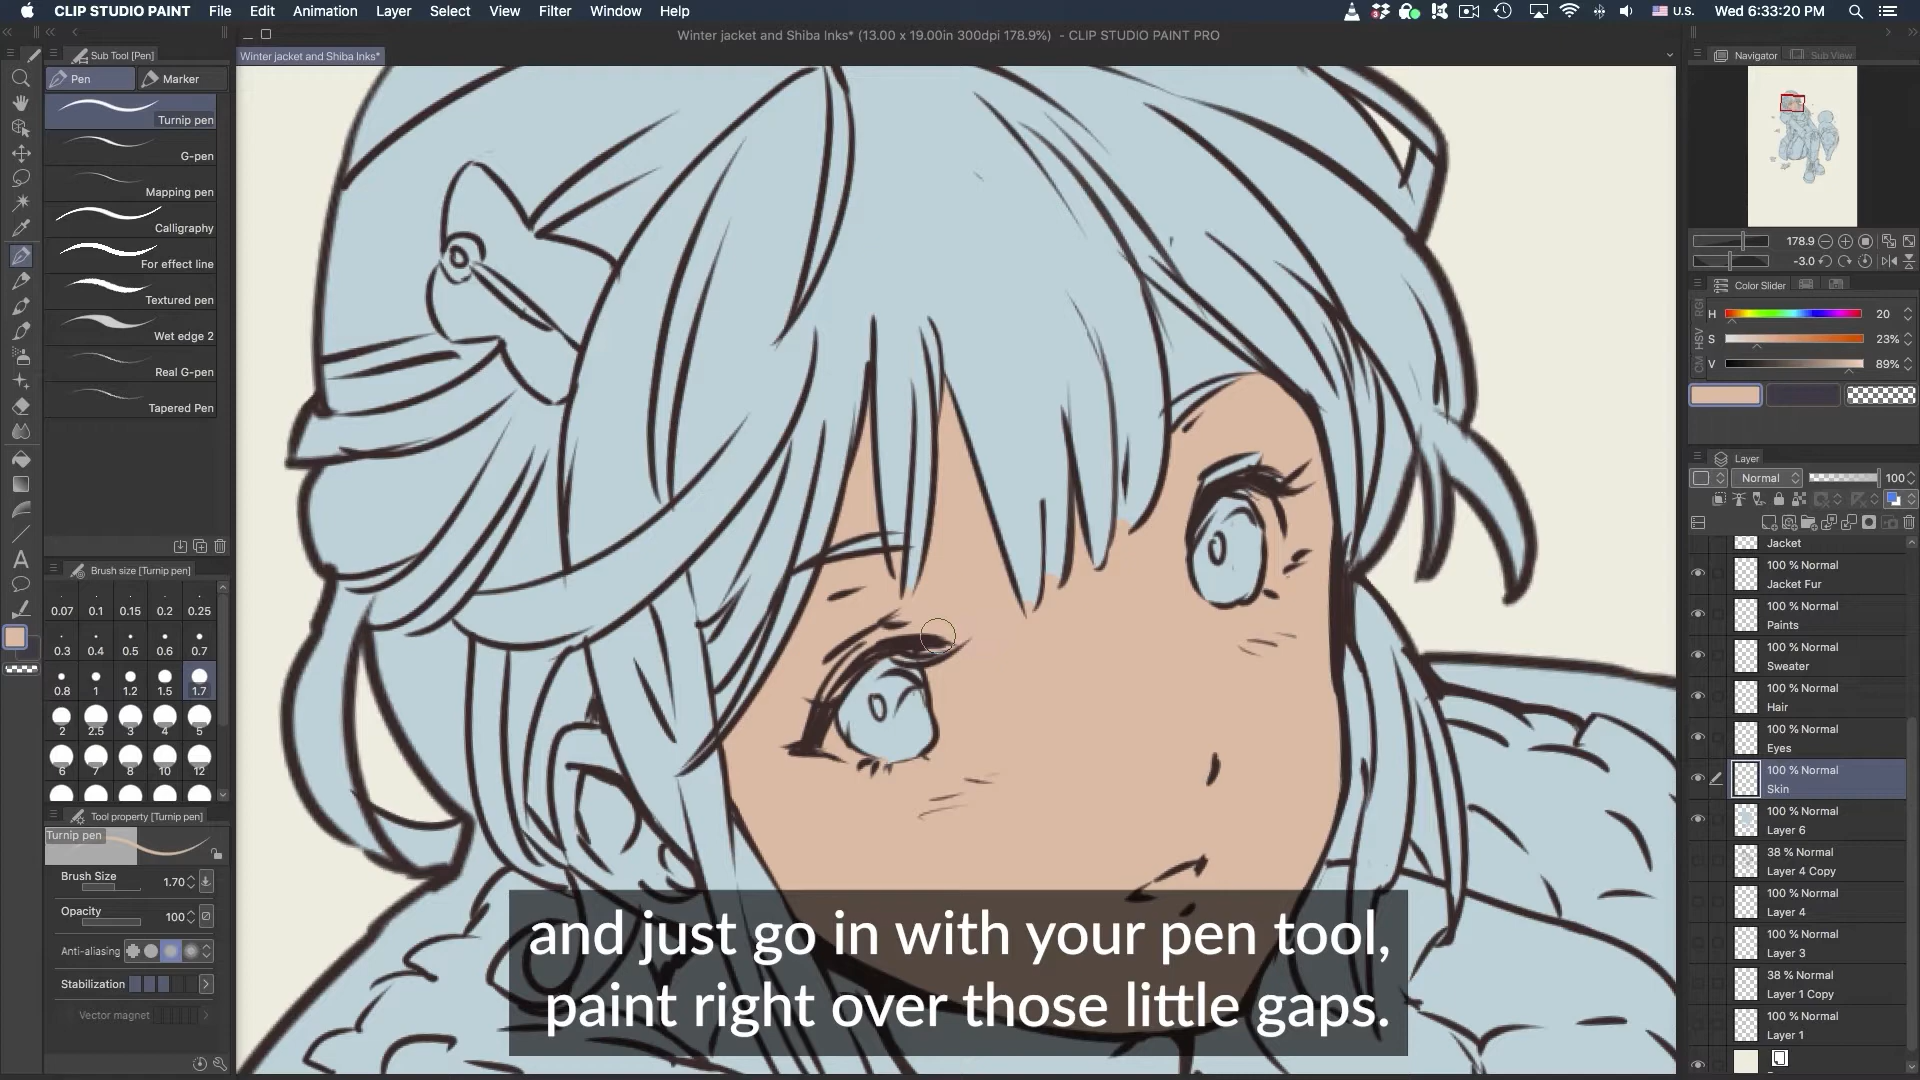 CLIP STUDIO PAINT File Edit Animation Layer Select View Filter Window Help U.S. Wed 6:33:20 PM
Winter jacket and Shiba Inks* (13.00 x 19.00in 300dpi 178.9%) - CLIP STUDIO PAINT PRO
Sub Tool [Pen]
Winter jacket and Shiba Inks*
Navigator Sub View
Pen Marker
Turnip pen
G-pen
Mapping pen
Calligraphy
For effect line
Textured pen
Wet edge 2
Real G-pen
Tapered Pen
Brush size [Turnip pen]
0.07 0.1 0.15 0.2 0.25
0.3 0.4 0.5 0.6 0.7
0.8 1 1.2 1.5 1.7
2 2.5 3 4 5
6 7 8 10 12
Tool property [Turnip pen]
Turnip pen
Brush Size 1.70
Opacity 100
Anti-aliasing
Stabilization
Vector magnet
178.9
-3.0
Color Slider
H 20
S 23%
V 89%
HSV
Layer
Normal 100
Jacket
100 % Normal
Jacket Fur
100 % Normal
Paints
100 % Normal
Sweater
100 % Normal
Hair
100 % Normal
Eyes
100 % Normal
Skin
100 % Normal
Layer 6
38 % Normal
Layer 4 Copy
100 % Normal
Layer 4
100 % Normal
Layer 3
38 % Normal
Layer 1 Copy
100 % Normal
Layer 1
and just go in with your pen tool,
paint right over those little gaps.